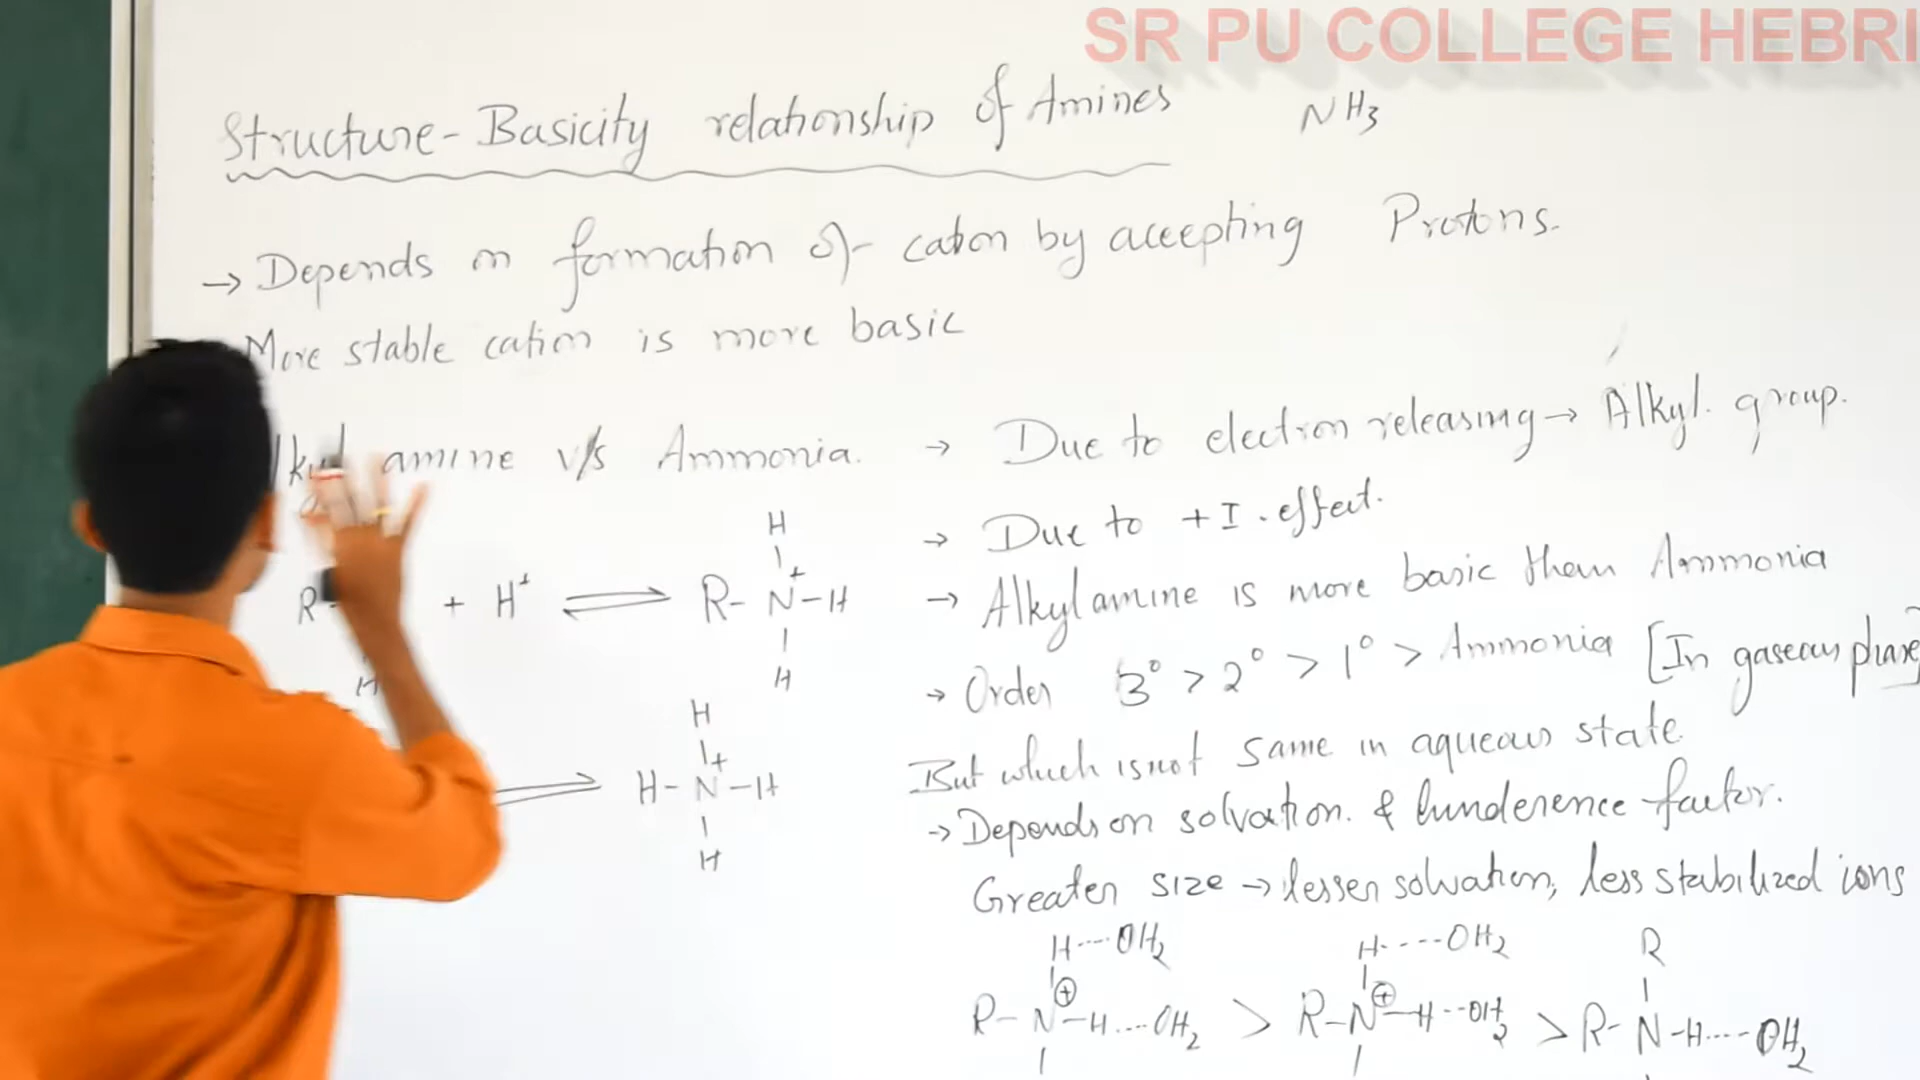 SR PU COLLEGE HEBRI
Structure-Basicity relationship of Amines NH3
→ Depends on formation of cation by accepting Protons.
More stable cation is more basic
amine v/s Ammonia. → Due to electron releasing → Alkyl. group.
→ Due to +I. effect.
R- + H+ ⇌ R-N-H
H
+
H
→ Alkylamine is more basic than Ammonia
→ Order 3° > 2° > 1° > Ammonia [In gaseous phase]
H
H-N-H
H
+
H
But which is not same in aqueous state
→ Depends on solvation. & hinderence factor.
Greater size → lesser solvation, less stabilized ions
H----OH2 H----OH2 R
R-N-H....OH2 > R-N-H--OH2 > R-N-H----OH2
+ +